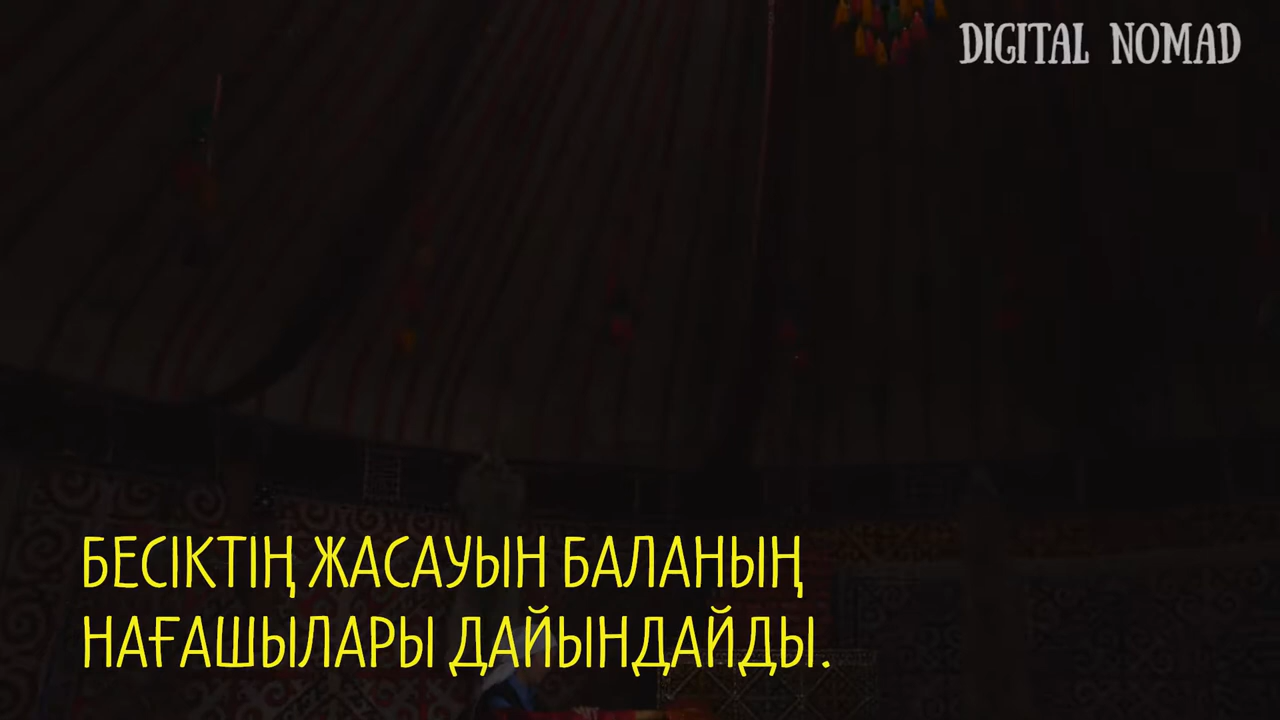 DIGITAL NOMAD
БЕСІКТІҢ ЖАСАУЫН БАЛАНЫҢ
НАҒАШЫЛАРЫ ДАЙЫНДАЙДЫ.